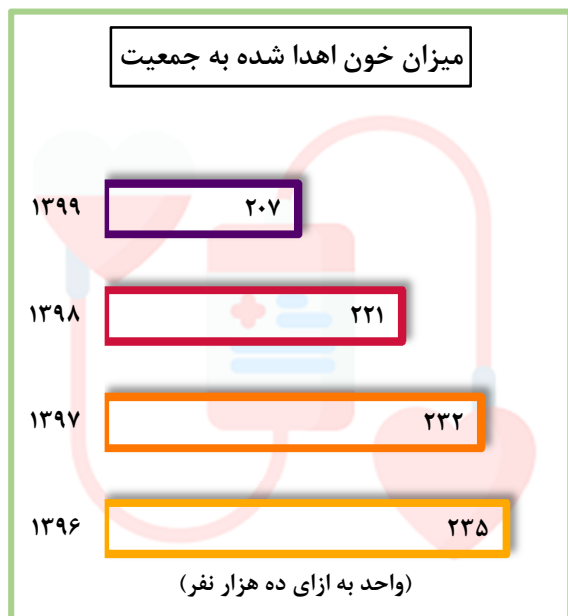 میزان خون اهدا شده به جمعیت
۱۳۹۹ ۲۰۷
۱۳۹۸ ۲۲۱
۱۳۹۷ ۲۳۲
۱۳۹۶ ۲۳۵
(واحد به ازای ده هزار نفر)